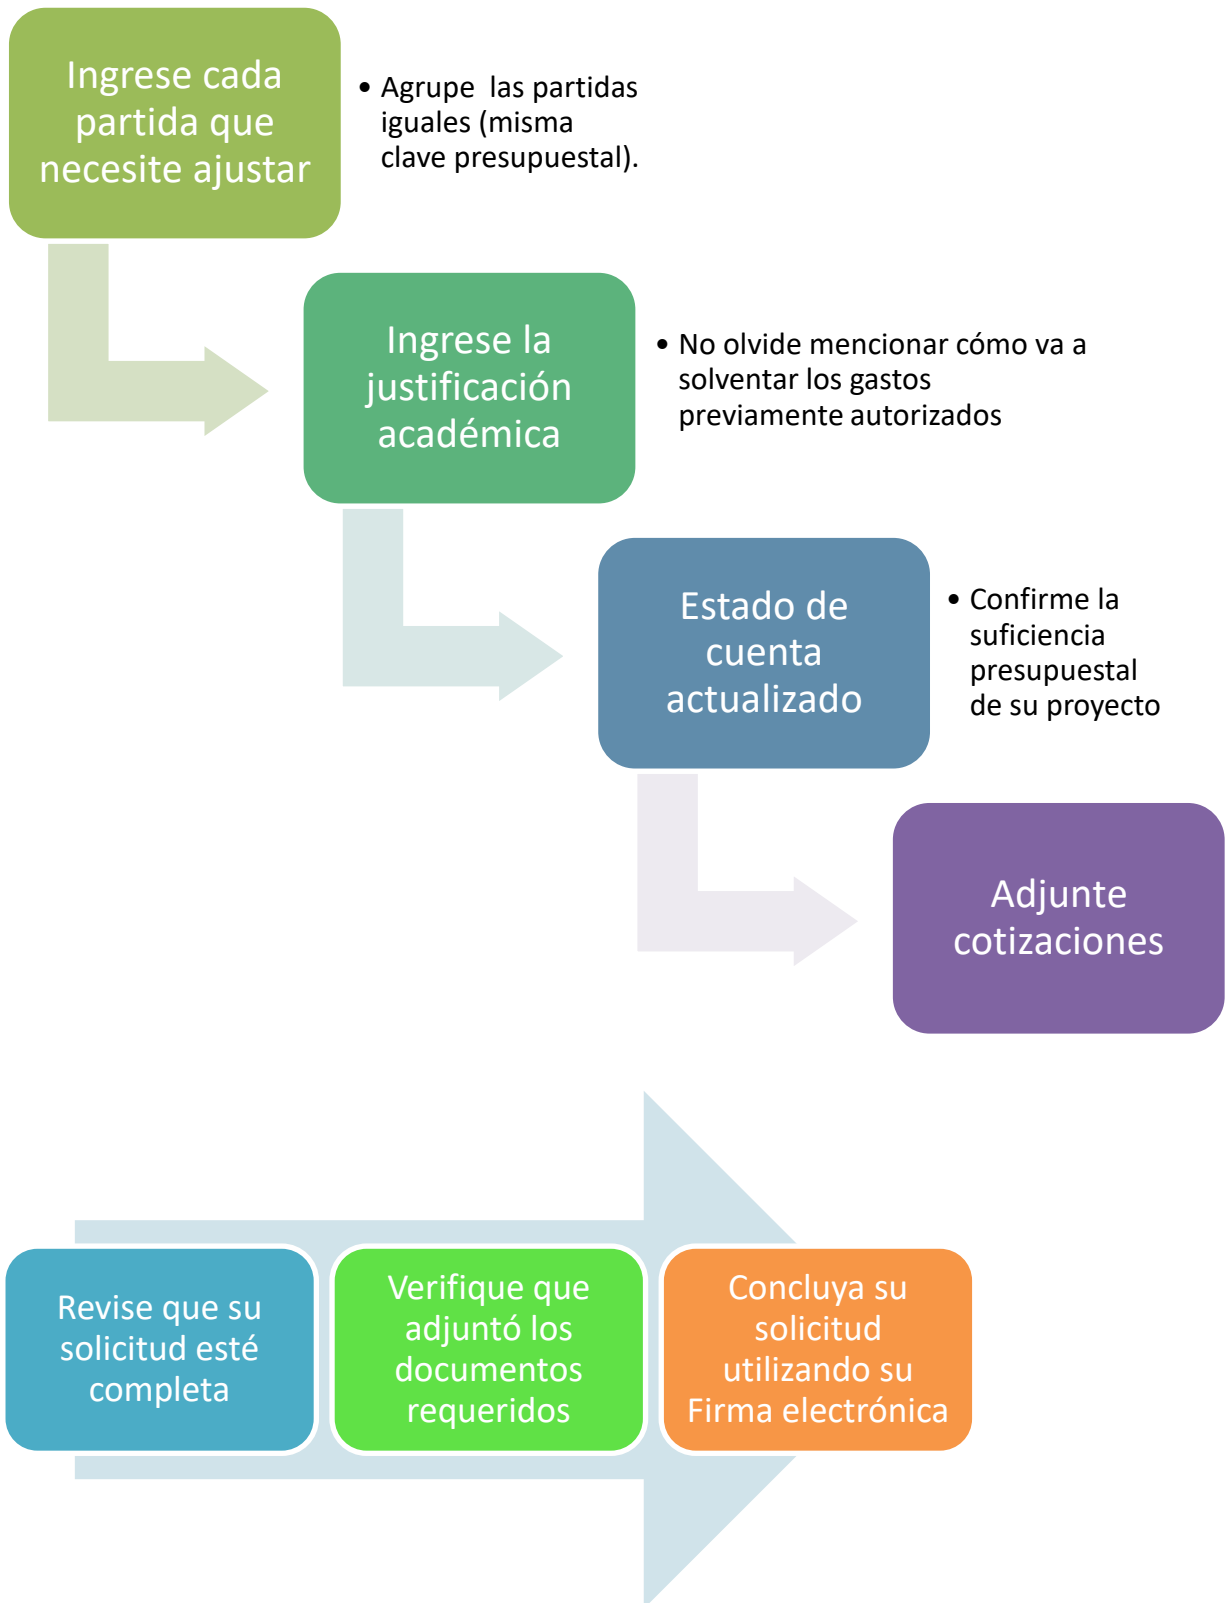 Ingrese cada
partida que
necesite ajustar
• Agrupe las partidas
iguales (misma
clave presupuestal).
Ingrese la
justificación
académica
• No olvide mencionar cómo va a
solventar los gastos
previamente autorizados
Estado de
cuenta
actualizado
• Confirme la
suficiencia
presupuestal
de su proyecto
Adjunte
cotizaciones
Revise que su
solicitud esté
completa
Verifique que
adjuntó los
documentos
requeridos
Concluya su
solicitud
utilizando su
Firma electrónica